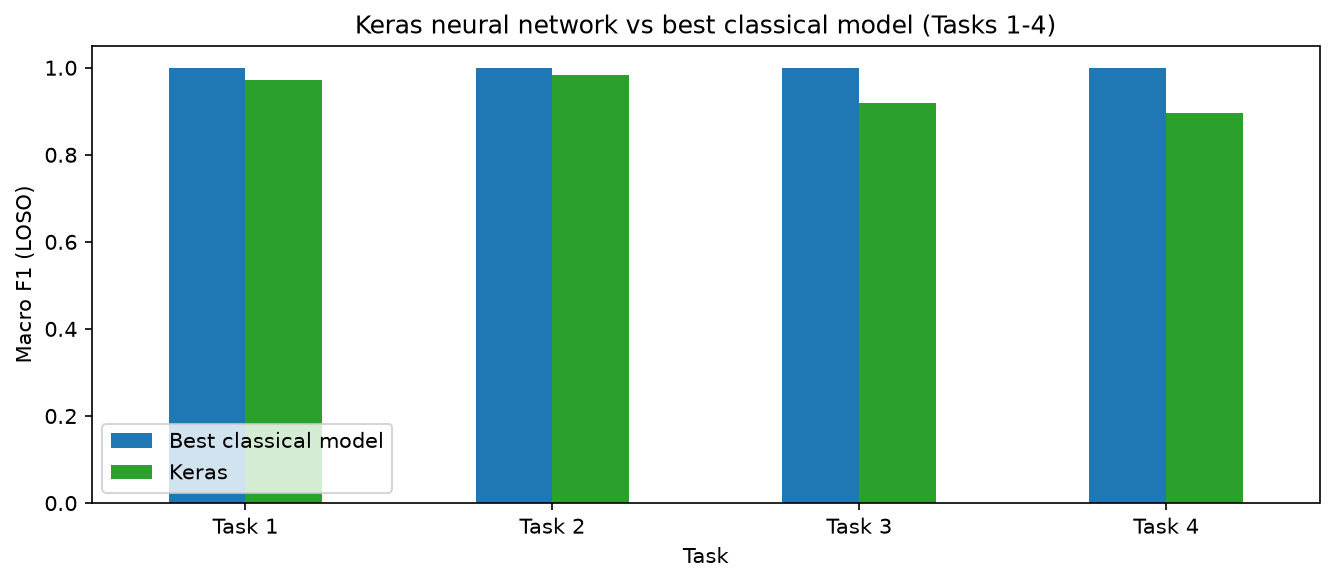 Keras neural network vs best classical model (Tasks 1-4)
Macro F1 (LOSO)
1.0
0.8
0.6
0.4
0.2
0.0
Best classical model
Keras
Task 1
Task 2
Task 3
Task 4
Task